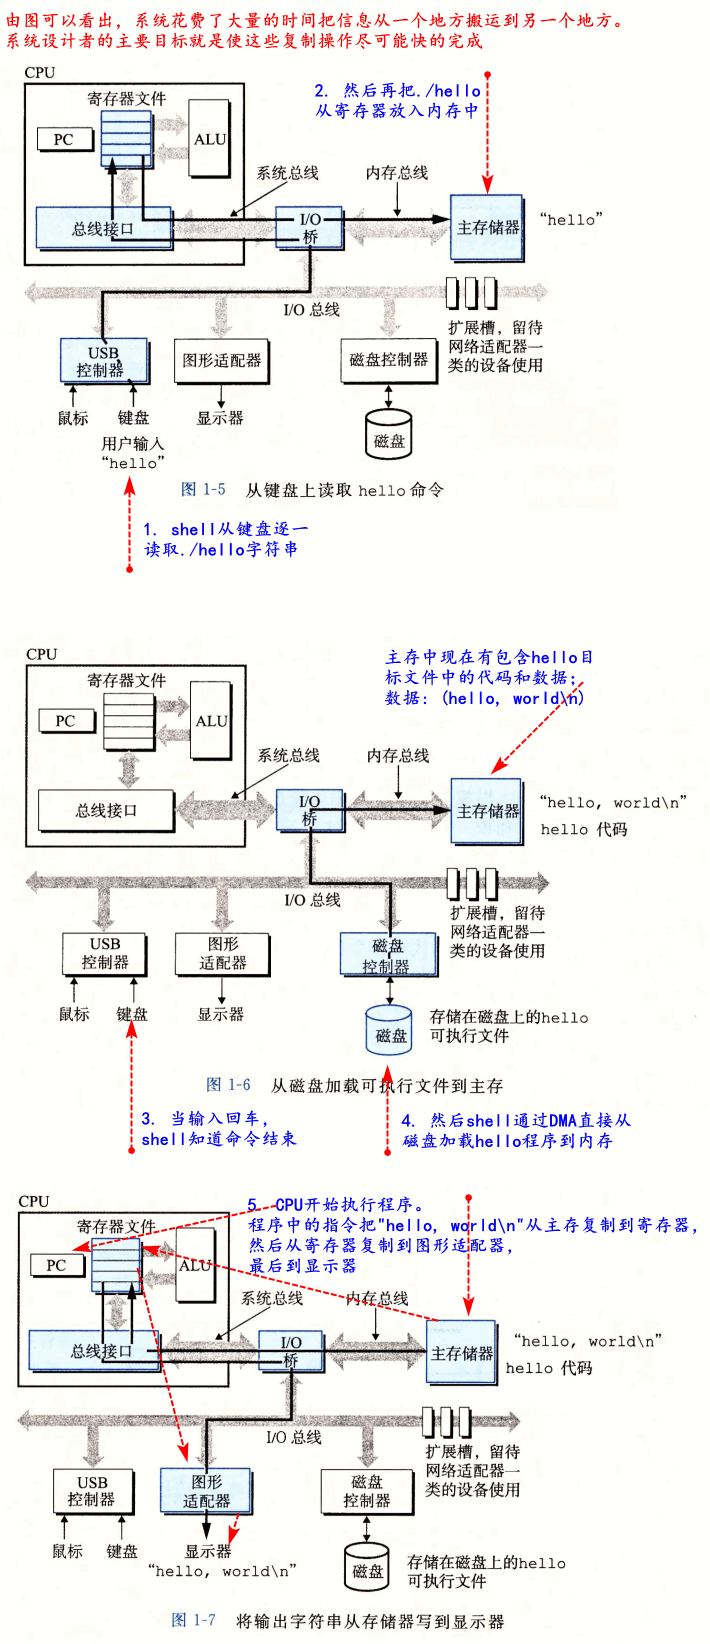 由图可以看出，系统花费了大量的时间把信息从一个地方搬运到另一个地方。
系统设计者的主要目标就是使这些复制操作尽可能快的完成
CPU
寄存器文件
PC
ALU
2. 然后再把./hello
从寄存器放入内存中
系统总线
内存总线
总线接口
I/O
桥
主存储器
“hello”
I/O 总线
扩展槽，留待
网络适配器一
类的设备使用
USB
控制器
图形适配器
磁盘控制器
鼠标
键盘
显示器
磁盘
用户输入
“hello”
图 1-5 从键盘上读取 hello 命令
1. shell从键盘逐一
读取./hello字符串
CPU
寄存器文件
PC
ALU
主存中现在有包含hello目
标文件中的代码和数据；
数据: (hello, world\n)
系统总线
内存总线
总线接口
I/O
桥
主存储器
“hello, world\n”
hello 代码
I/O 总线
扩展槽，留待
网络适配器一
类的设备使用
USB
控制器
图形
适配器
磁盘
控制器
鼠标
键盘
显示器
磁盘
存储在磁盘上的hello
可执行文件
图 1-6 从磁盘加载可执行文件到主存
3. 当输入回车，
shell知道命令结束
4. 然后shell通过DMA直接从
磁盘加载hello程序到内存
CPU
寄存器文件
PC
ALU
5. CPU开始执行程序。
程序中的指令把"hello, world\n"从主存复制到寄存器，
然后从寄存器复制到图形适配器，
最后到显示器
系统总线
内存总线
总线接口
I/O
桥
主存储器
“hello, world\n”
hello 代码
I/O 总线
扩展槽，留待
网络适配器一
类的设备使用
USB
控制器
图形
适配器
磁盘
控制器
鼠标
键盘
显示器
“hello, world\n”
磁盘
存储在磁盘上的hello
可执行文件
图 1-7 将输出字符串从存储器写到显示器